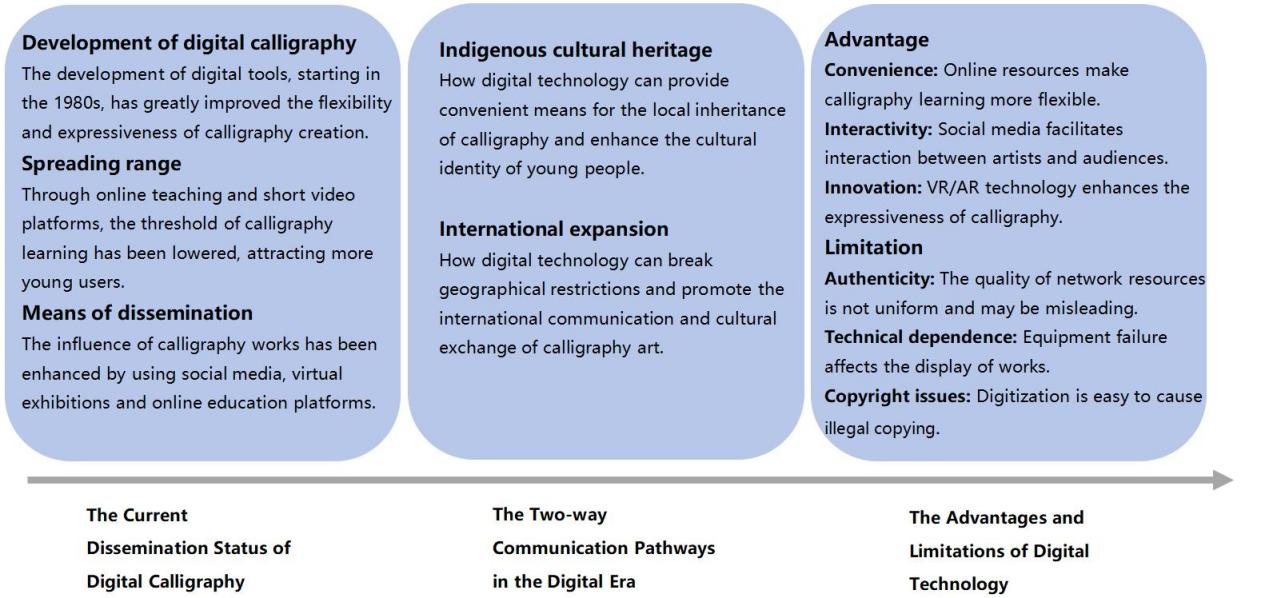 Development of digital calligraphy
The development of digital tools, starting in
the 1980s, has greatly improved the flexibility
and expressiveness of calligraphy creation.
Spreading range
Through online teaching and short video
platforms, the threshold of calligraphy
learning has been lowered, attracting more
young users.
Means of dissemination
The influence of calligraphy works has been
enhanced by using social media, virtual
exhibitions and online education platforms.
Indigenous cultural heritage
How digital technology can provide
convenient means for the local inheritance
of calligraphy and enhance the cultural
identity of young people.
International expansion
How digital technology can break
geographical restrictions and promote the
international communication and cultural
exchange of calligraphy art.
Advantage
Convenience: Online resources make
calligraphy learning more flexible.
Interactivity: Social media facilitates
interaction between artists and audiences.
Innovation: VR/AR technology enhances the
expressiveness of calligraphy.
Limitation
Authenticity: The quality of network resources
is not uniform and may be misleading.
Technical dependence: Equipment failure
affects the display of works.
Copyright issues: Digitization is easy to cause
illegal copying.
The Current
Dissemination Status of
Digital Calligraphy
The Two-way
Communication Pathways
in the Digital Era
The Advantages and
Limitations of Digital
Technology